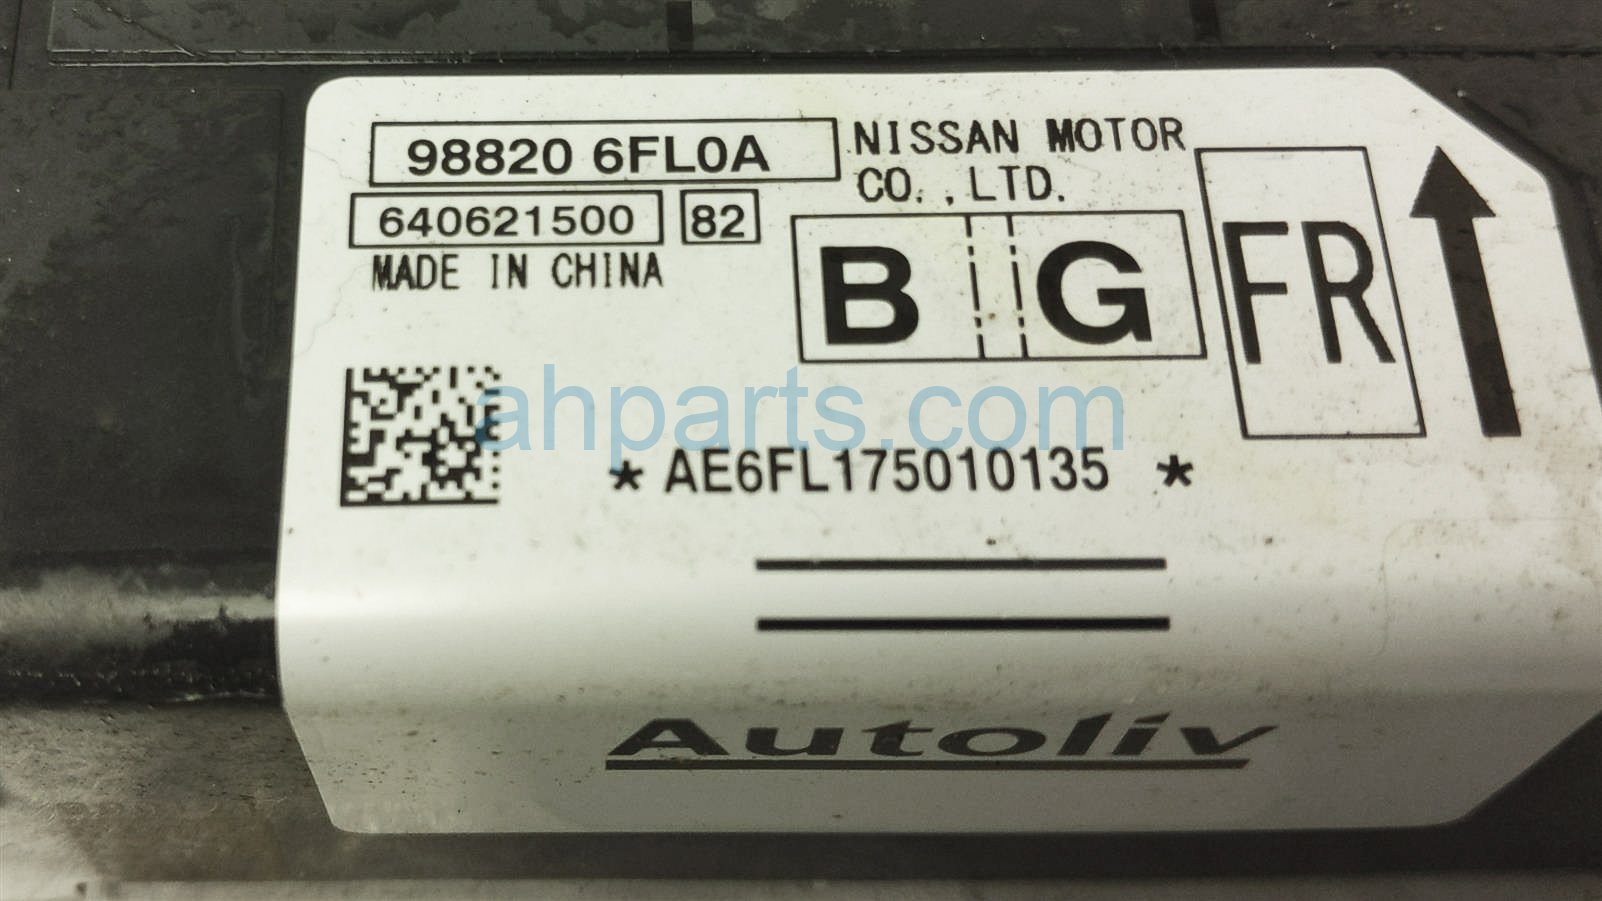 98820 6FL0A
NISSAN MOTOR
CO.,LTD.
640621500 82
MADE IN CHINA
B G
FR
ahparts.com
* AE6FL175010135 *
Autoliv